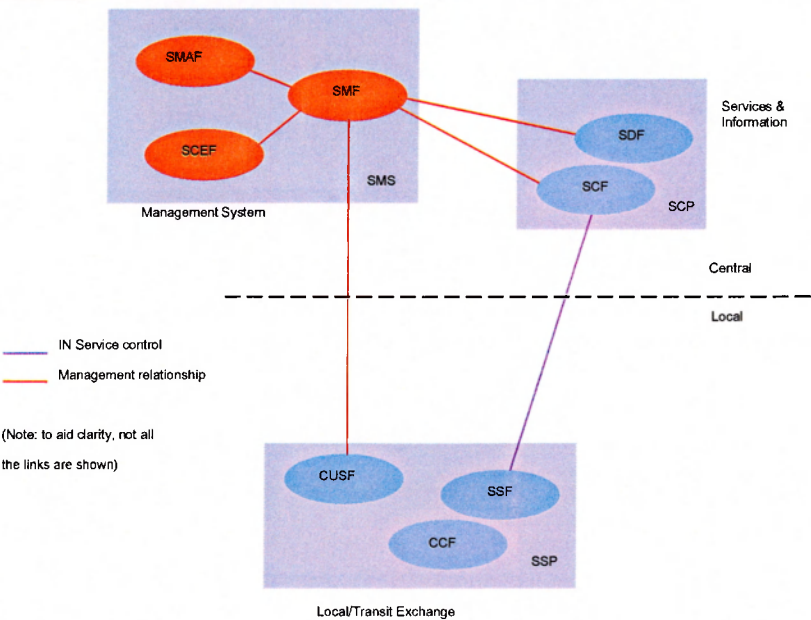 SMAF
SMF
SCEF
SMS
Management System
SDF
SCF
SCP
Services &
Information
Central
Local
IN Service control
Management relationship
(Note: to aid clarity, not all
the links are shown)
CUSF
SSF
CCF
SSP
Local/Transit Exchange